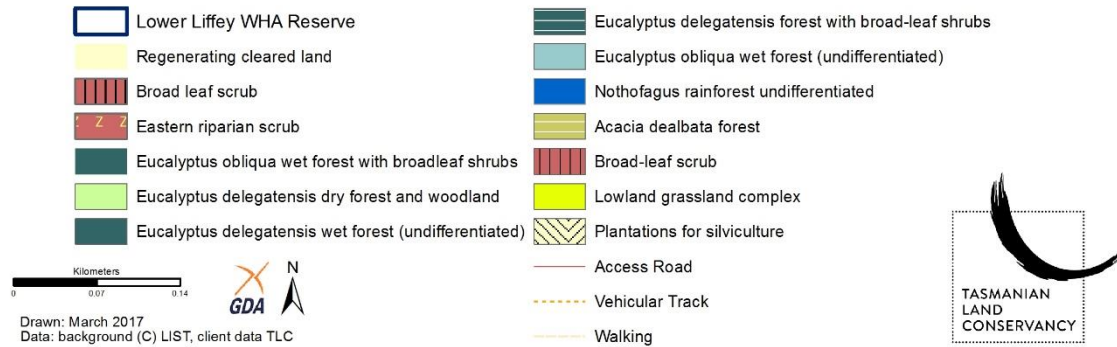 Lower Liffey WHA Reserve
Regenerating cleared land
Broad leaf scrub
Z Z Z
Eastern riparian scrub
Eucalyptus obliqua wet forest with broadleaf shrubs
Eucalyptus delegatensis dry forest and woodland
Eucalyptus delegatensis wet forest (undifferentiated)
Eucalyptus delegatensis forest with broad-leaf shrubs
Eucalyptus obliqua wet forest (undifferentiated)
Nothofagus rainforest undifferentiated
Acacia dealbata forest
Broad-leaf scrub
Lowland grassland complex
Plantations for silviculture
Access Road
Vehicular Track
Walking
Kilometers
0 0.07 0.14
GDA
N
Drawn: March 2017
Data: background (C) LIST, client data TLC
TASMANIAN
LAND
CONSERVANCY